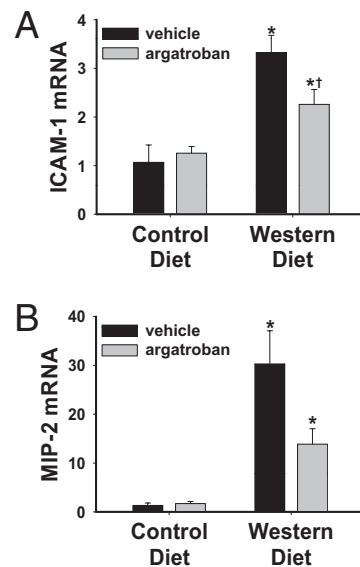 A
4
3
2
1
0
ICAM-1 mRNA
vehicle
argatroban
*
*†
Control
Diet
Western
Diet
B
40
30
20
10
0
MIP-2 mRNA
vehicle
argatroban
*
*
Control
Diet
Western
Diet